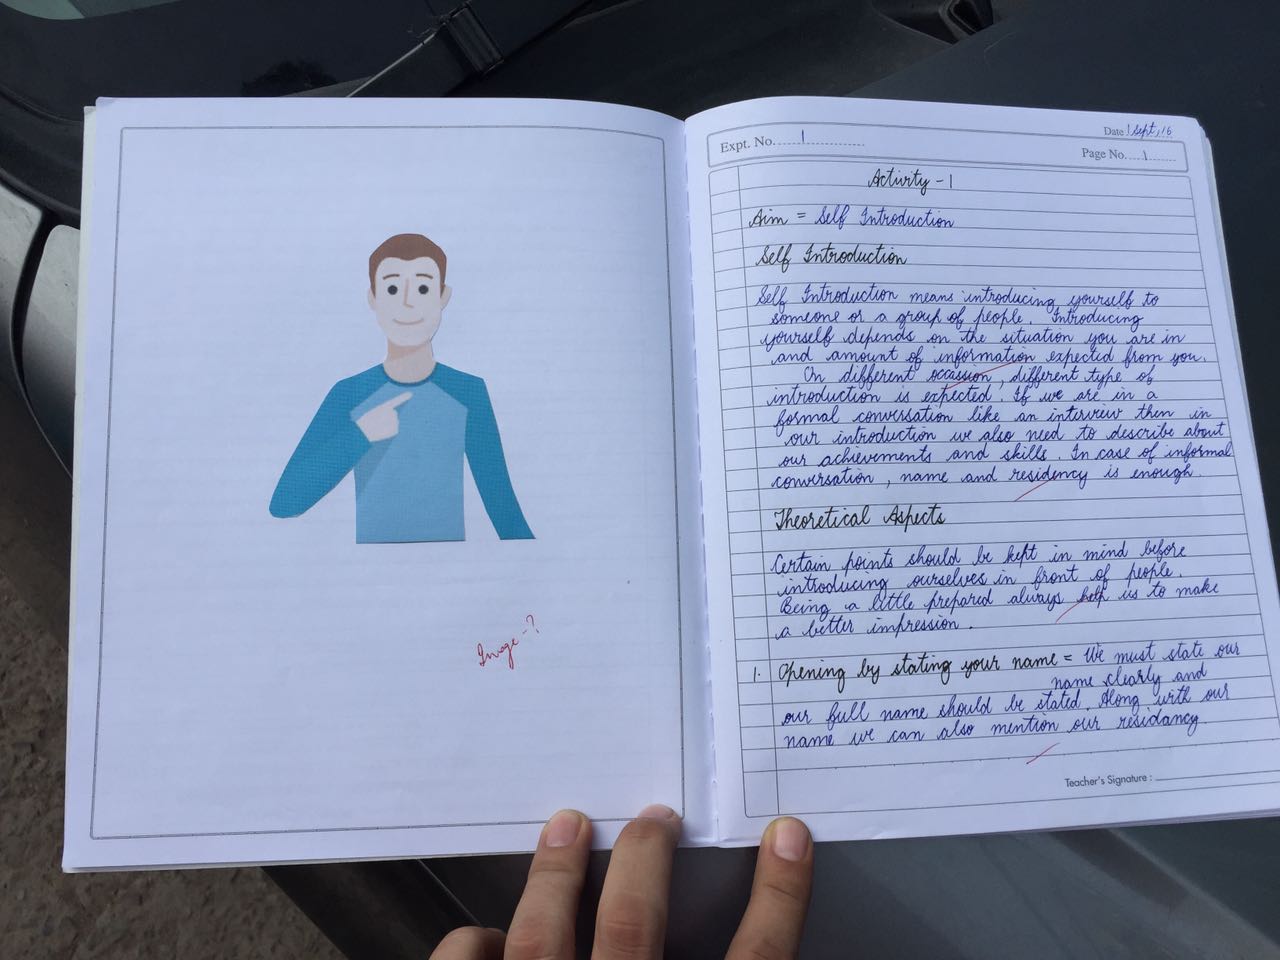 Image-?
Expt. No. 1
Date 1 Sept, 16
Page No. 1
Activity - 1
Aim = Self Introduction
Self Introduction
Self Introduction means introducing yourself to
someone or a group of people. Introducing
yourself depends on the situation you are in
and amount of information expected from you.
On different occassion, different type of
introduction is expected. If we are in a
formal conversation like an interview then in
our introduction we also need to describe about
our achievements and skills. In case of informal
conversation, name and residency is enough.
Theoretical Aspects
Certain points should be kept in mind before
introducing ourselves in front of people.
Being a little prepared always help us to make
a better impression.
1. Opening by stating your name = We must state our
name clearly and
our full name should be stated. Along with our
name we can also mention our residancy.
Teacher's Signature :